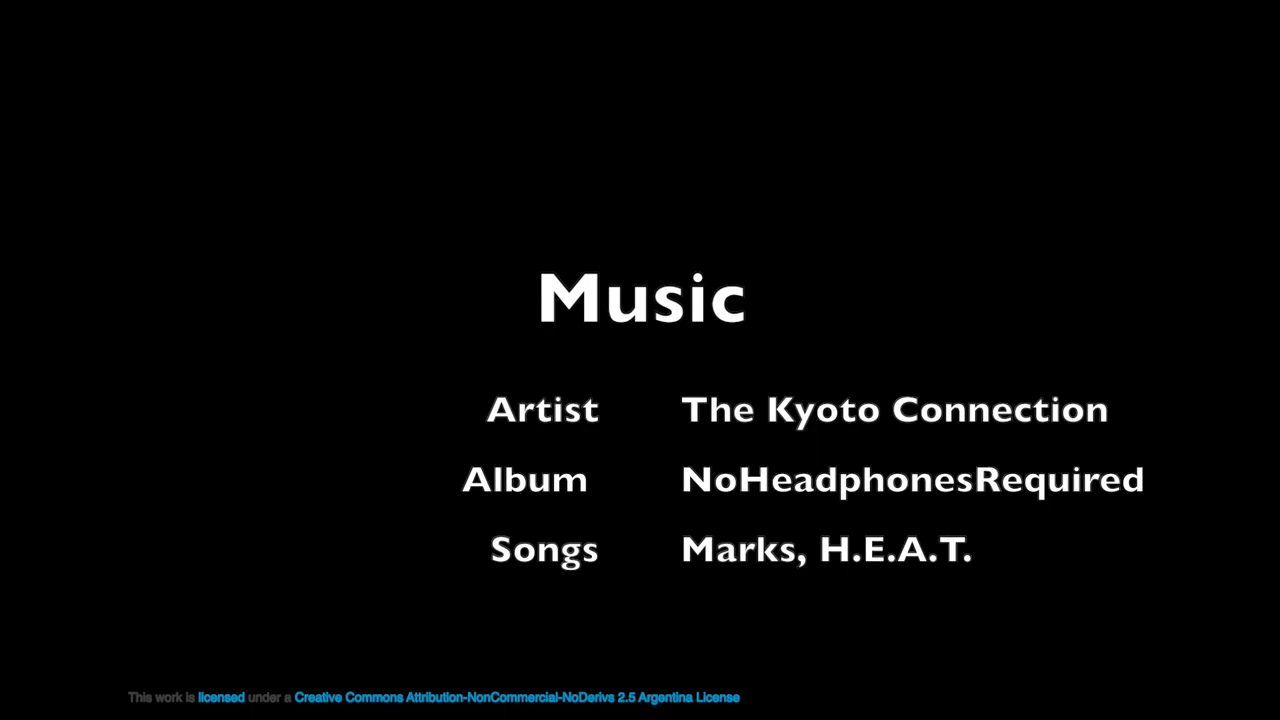 Music
Artist The Kyoto Connection
Album NoHeadphonesRequired
Songs Marks, H.E.A.T.
This work is licensed under a Creative Commons Attribution-NonCommercial-NoDerivs 2.5 Argentina License